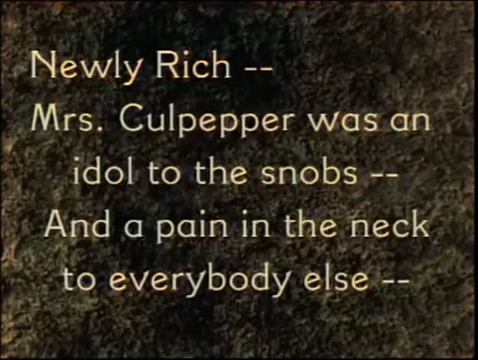 Newly Rich --
Mrs. Culpepper was an
idol to the snobs --
And a pain in the neck
to everybody else --